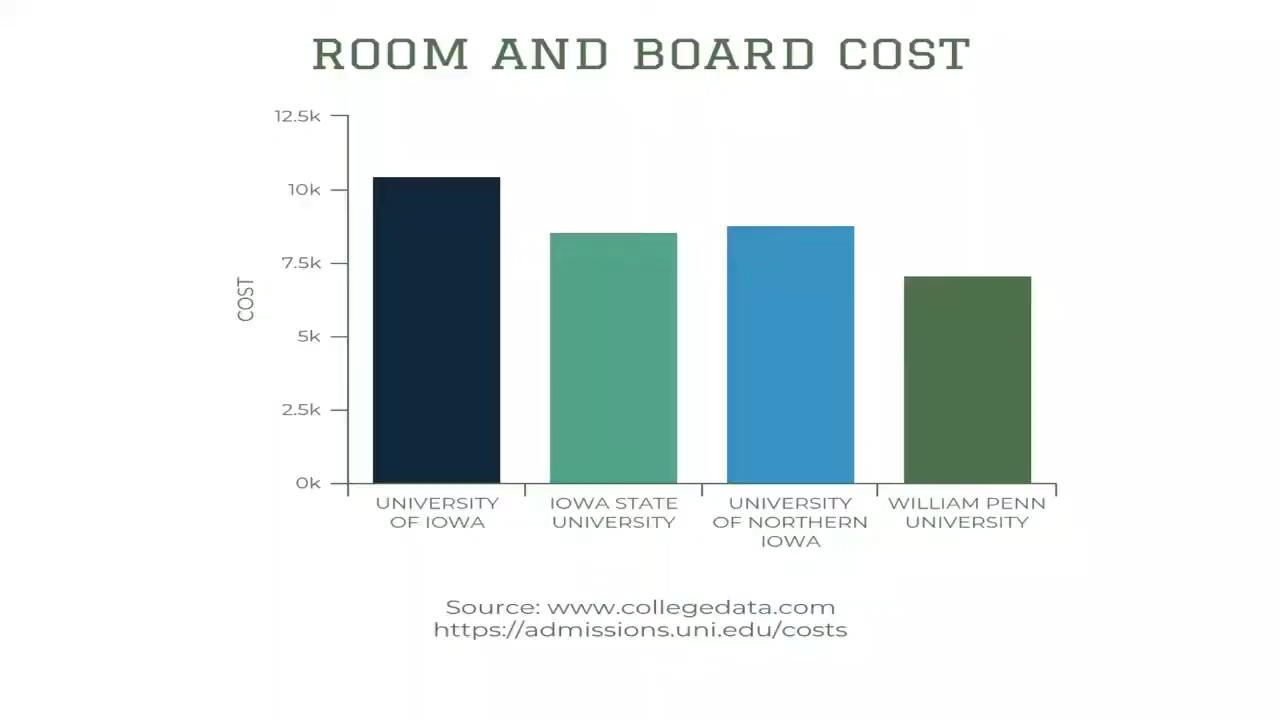 ROOM AND BOARD COST
12.5k
10k
7.5k
5k
2.5k
0k
COST
UNIVERSITY
OF IOWA
IOWA STATE
UNIVERSITY
UNIVERSITY
OF NORTHERN
IOWA
WILLIAM PENN
UNIVERSITY
Source: www.collegedata.com
https://admissions.uni.edu/costs